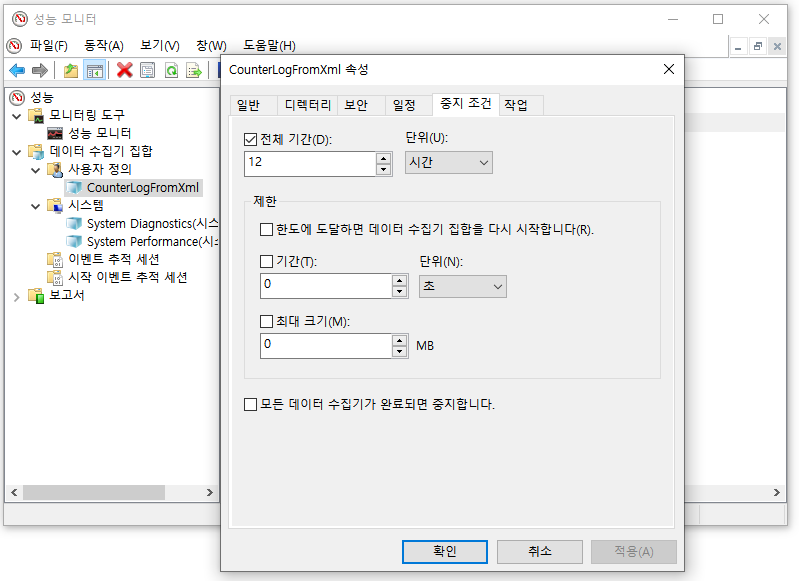 성능 모니터
파일(F) 동작(A) 보기(V) 창(W) 도움말(H)
성능
모니터링 도구
성능 모니터
데이터 수집기 집합
사용자 정의
CounterLogFromXml
시스템
System Diagnostics(시스
System Performance(시스
이벤트 추적 세션
시작 이벤트 추적 세션
보고서
CounterLogFromXml 속성
일반 디렉터리 보안 일정 중지 조건 작업
전체 기간(D): 단위(U):
12 시간
제한
한도에 도달하면 데이터 수집기 집합을 다시 시작합니다(R).
기간(T): 단위(N):
0 초
최대 크기(M):
0 MB
모든 데이터 수집기가 완료되면 중지합니다.
확인 취소 적용(A)